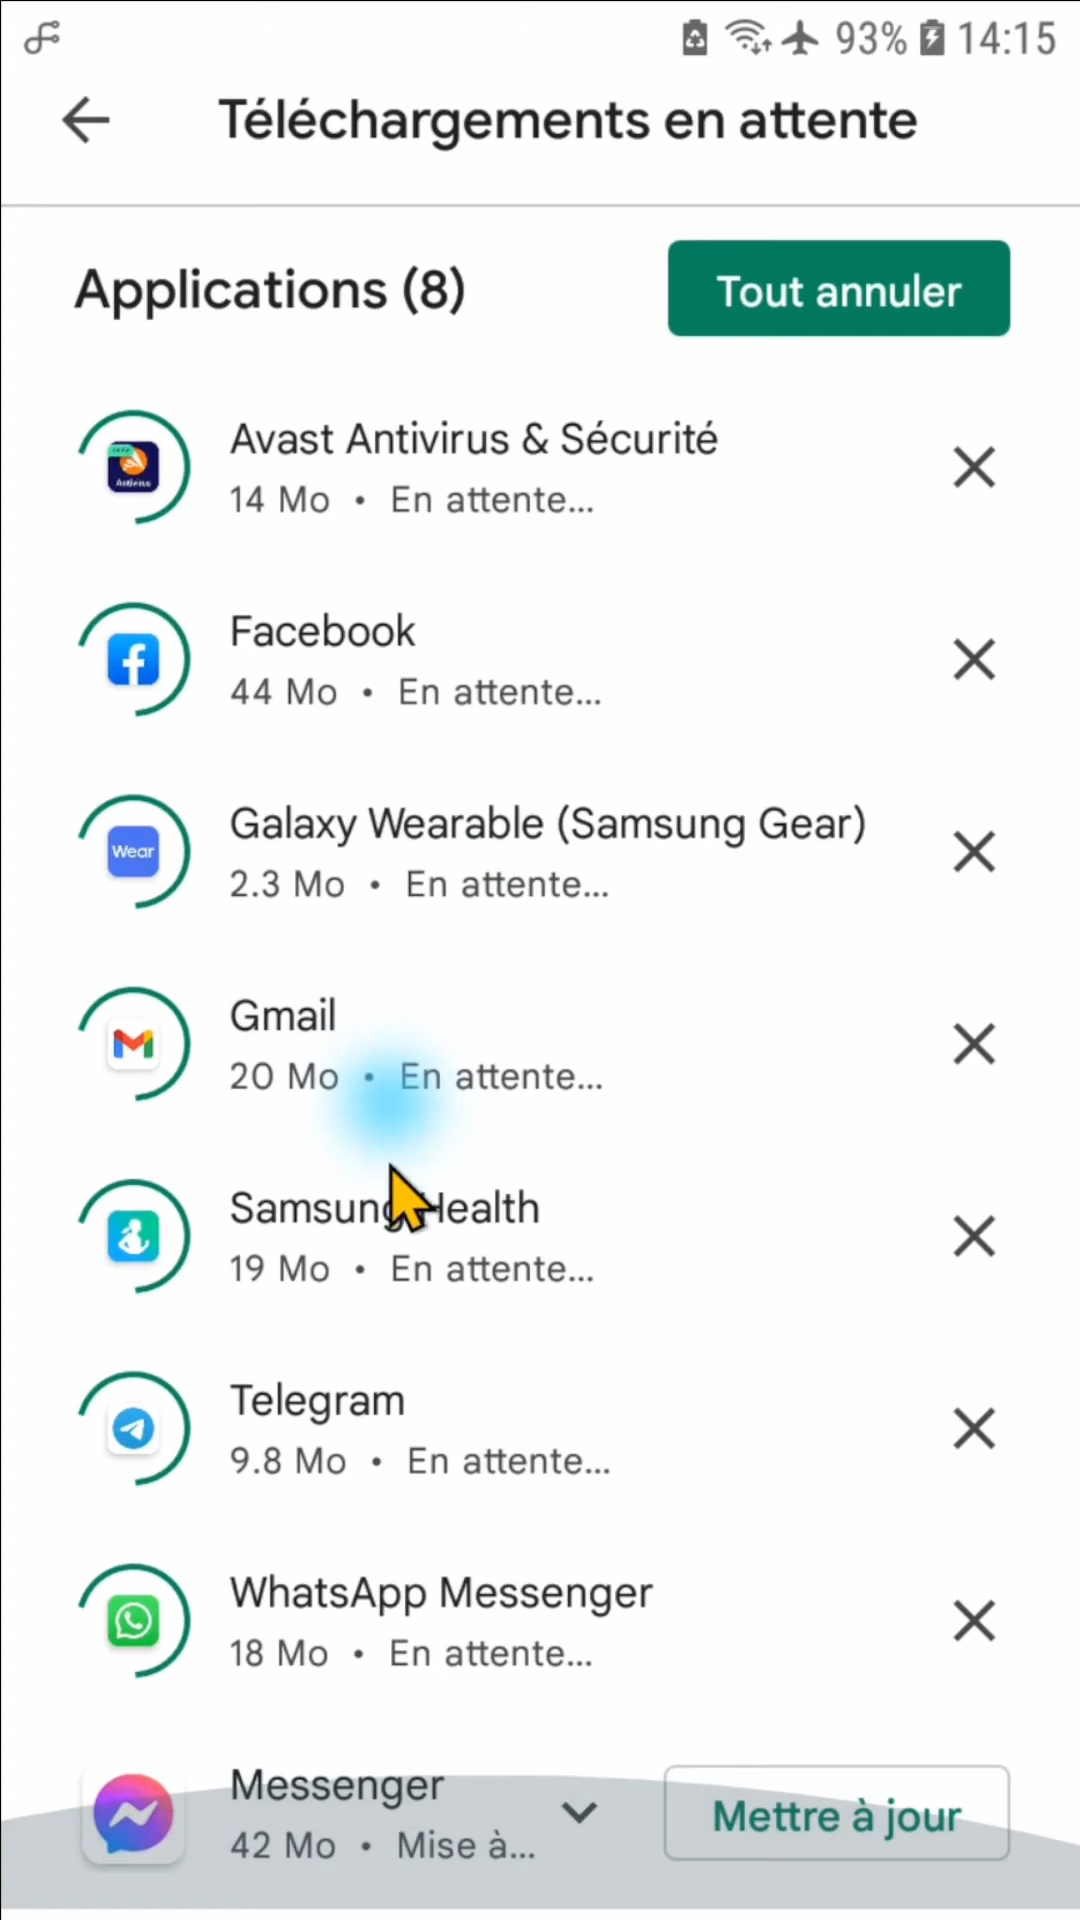 93% 14:15
Téléchargements en attente
Applications (8)
Tout annuler
Avast Antivirus & Sécurité
14 Mo • En attente...
Facebook
44 Mo • En attente...
Wear
Galaxy Wearable (Samsung Gear)
2.3 Mo • En attente...
Gmail
20 Mo • En attente...
Samsung Health
19 Mo • En attente...
Telegram
9.8 Mo • En attente...
WhatsApp Messenger
18 Mo • En attente...
Messenger
42 Mo • Mise à...
Mettre à jour